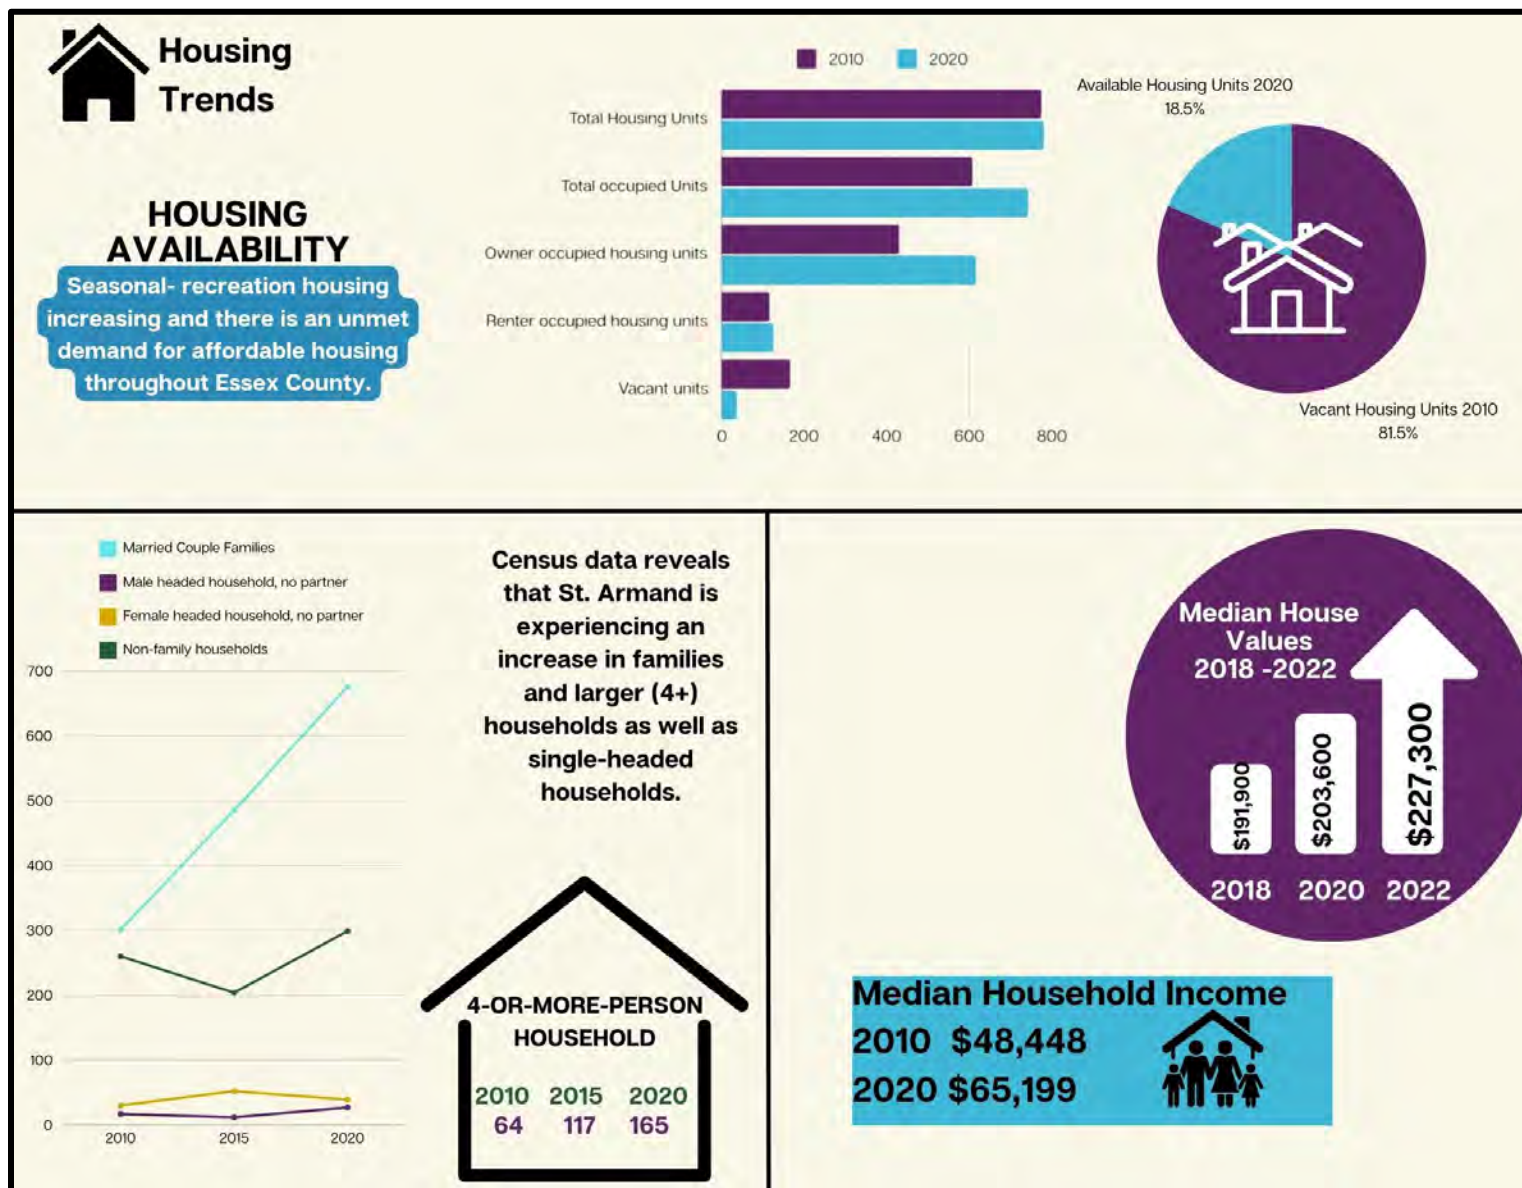 Housing
Trends
HOUSING
AVAILABILITY
Seasonal- recreation housing
increasing and there is an unmet
demand for affordable housing
throughout Essex County.
2010
2020
Total Housing Units
Total occupied Units
Owner occupied housing units
Renter occupied housing units
Vacant units
0 200 400 600 800
Available Housing Units 2020
18.5%
Vacant Housing Units 2010
81.5%
Married Couple Families
Male headed household, no partner
Female headed household, no partner
Non-family households
700
600
500
400
300
200
100
0
2010 2015 2020
Census data reveals
that St. Armand is
experiencing an
increase in families
and larger (4+)
households as well as
single-headed
households.
4-OR-MORE-PERSON
HOUSEHOLD
2010 2015 2020
64 117 165
Median House
Values
2018 -2022
$191,900
$203,600
$227,300
2018 2020 2022
Median Household Income
2010 $48,448
2020 $65,199